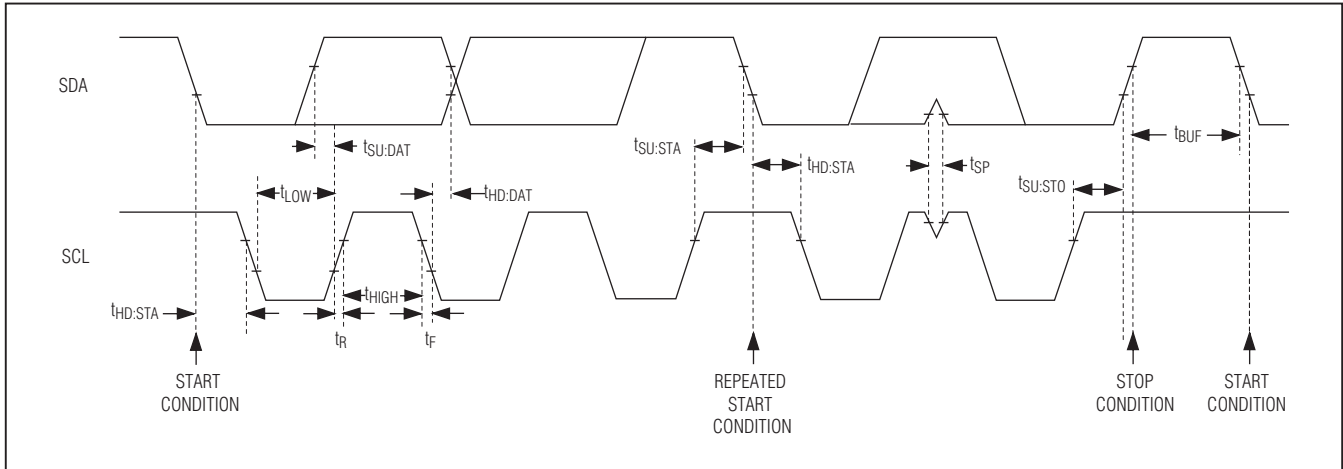 SDA
tSU:DAT
tSU:STA
tHD:STA
tSP
tBUF
tLOW
tHD:DAT
tSU:STO
SCL
tHD:STA
tHIGH
tR
tF
START
CONDITION
REPEATED
START
CONDITION
STOP
CONDITION
START
CONDITION